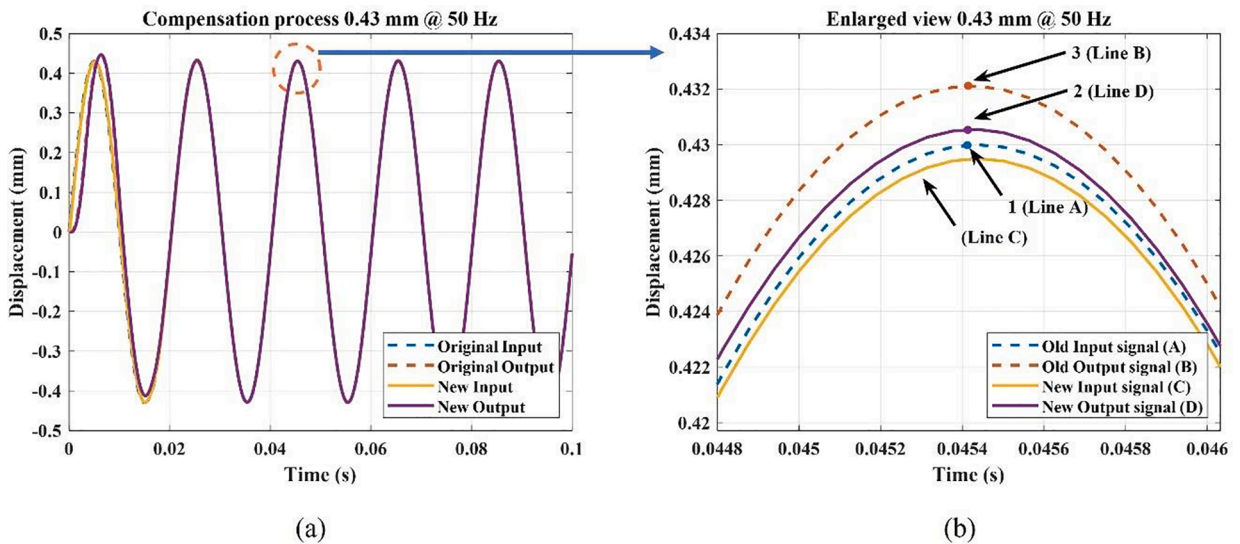 Compensation process 0.43 mm @ 50 Hz
0.5
0.4
0.3
0.2
0.1
0
-0.1
-0.2
-0.3
-0.4
-0.5
Displacement (mm)
Original Input
Original Output
New Input
New Output
0 0.02 0.04 0.06 0.08 0.1
Time (s)
(a)
Enlarged view 0.43 mm @ 50 Hz
0.434
0.432
0.43
0.428
0.426
0.424
0.422
0.42
Displacement (mm)
3 (Line B)
2 (Line D)
1 (Line A)
(Line C)
Old Input signal (A)
Old Output signal (B)
New Input signal (C)
New Output signal (D)
0.0448 0.045 0.0452 0.0454 0.0456 0.0458 0.046
Time (s)
(b)